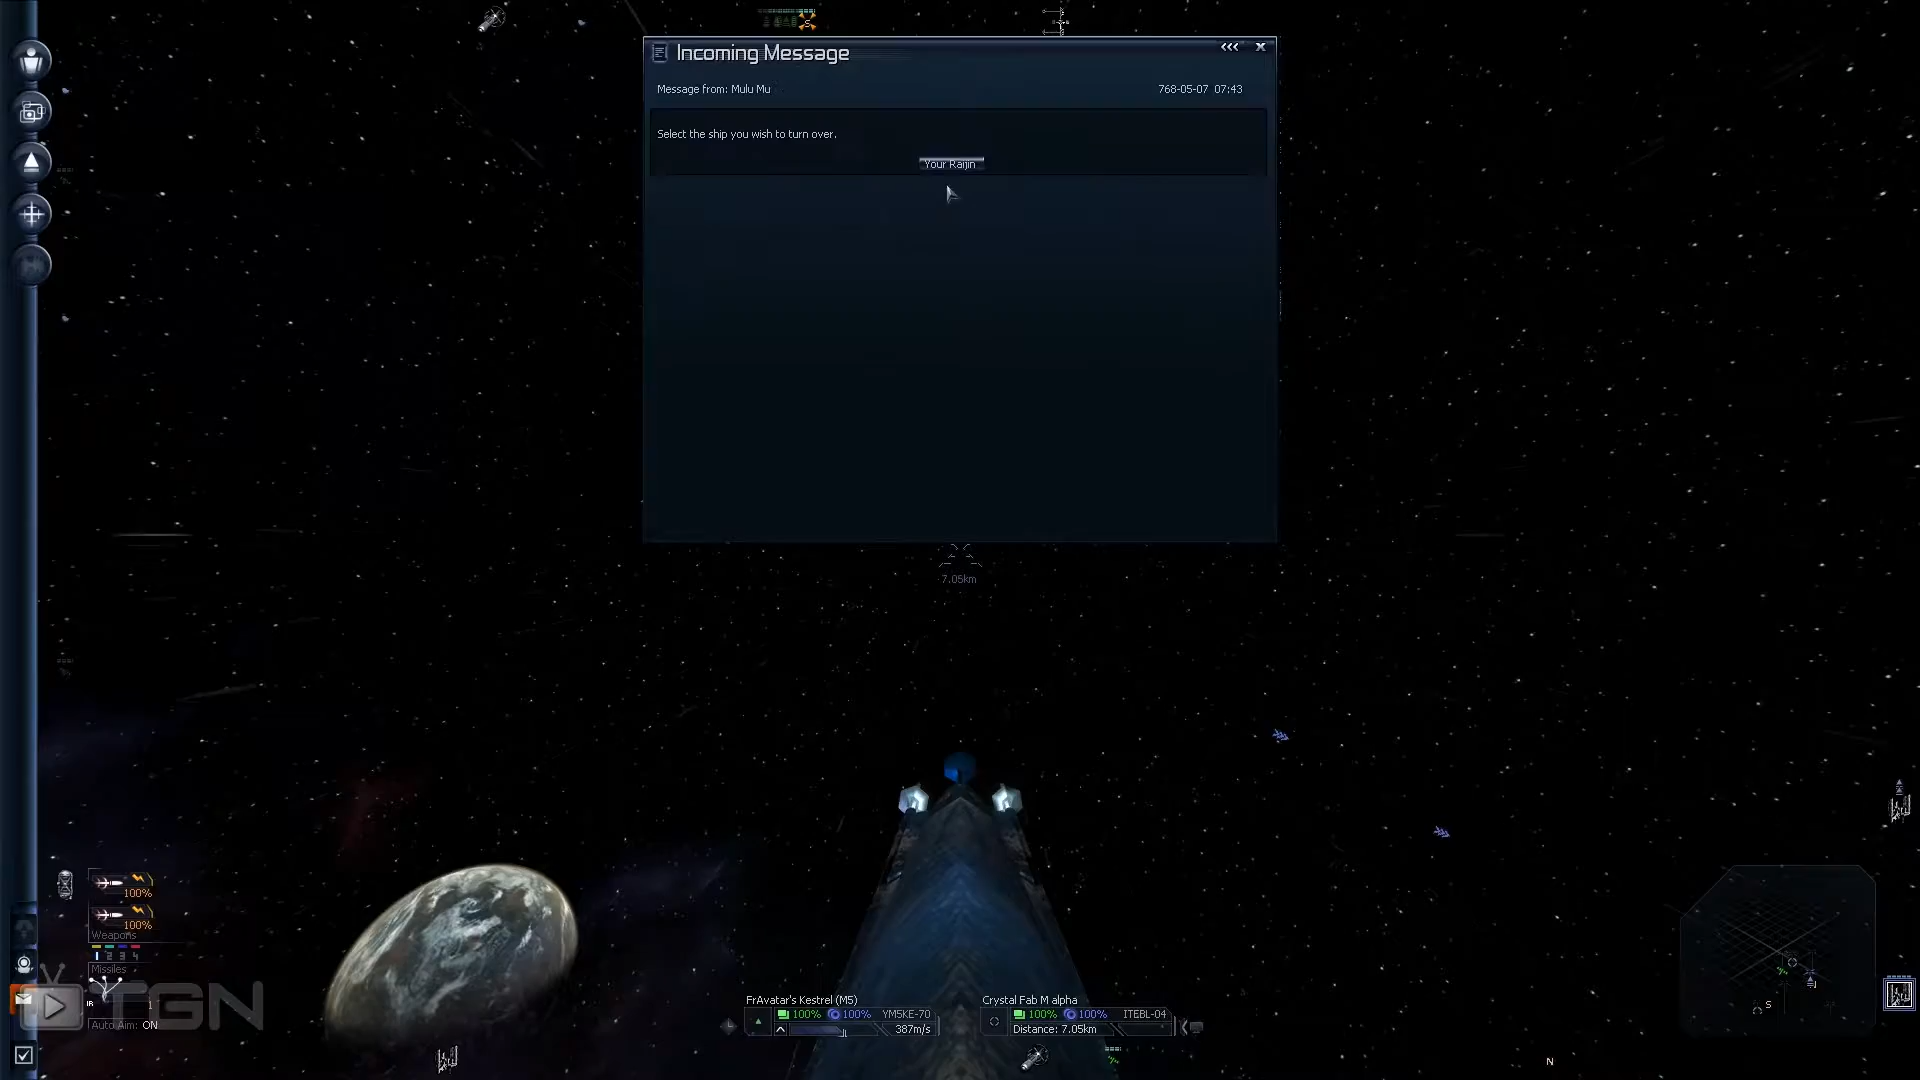 Incoming Message
<<<
X
Message from: Mulu Mu
768-05-07 07:43
Select the ship you wish to turn over.
Your Raijin
7.05km
100%
100%
Weapons
1 2 3 4
Missiles
IR
1
Auto Aim: ON
TGN
FrAvatar's Kestrel (M5)
100% 100% YM5KE-70
387m/s
Crystal Fab M alpha
100% 100% ITEBL-04
Distance: 7.05km
S
N